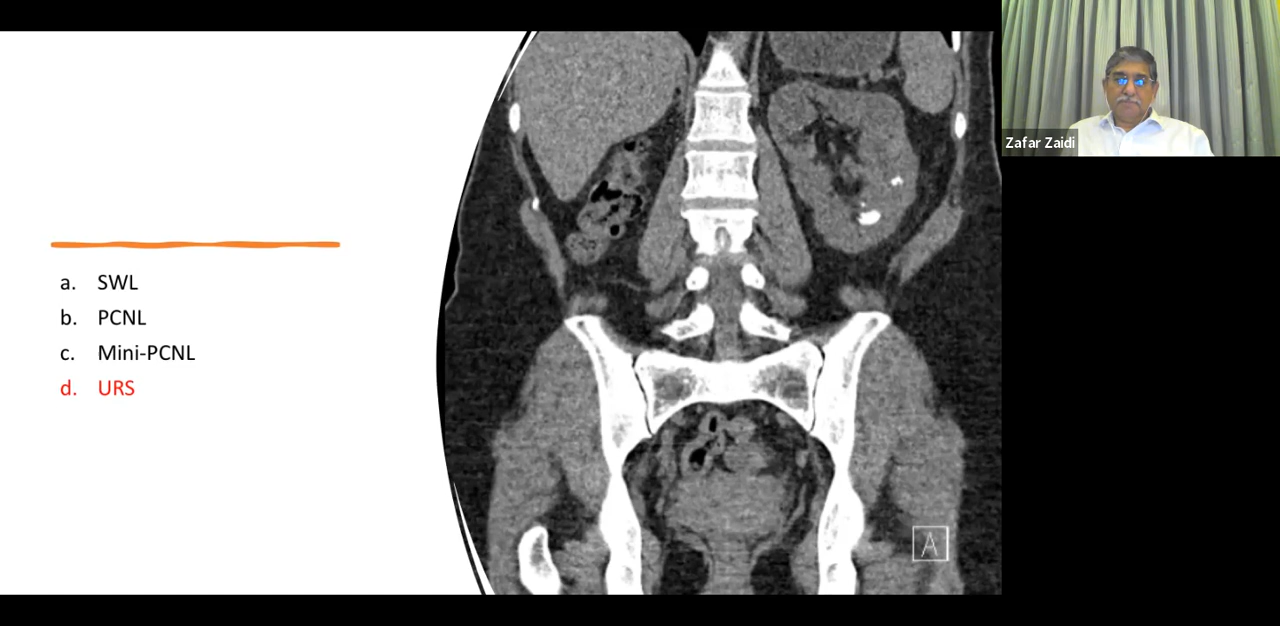 a. SWL
b. PCNL
c. Mini-PCNL
d. URS
A
Zafar Zaidi